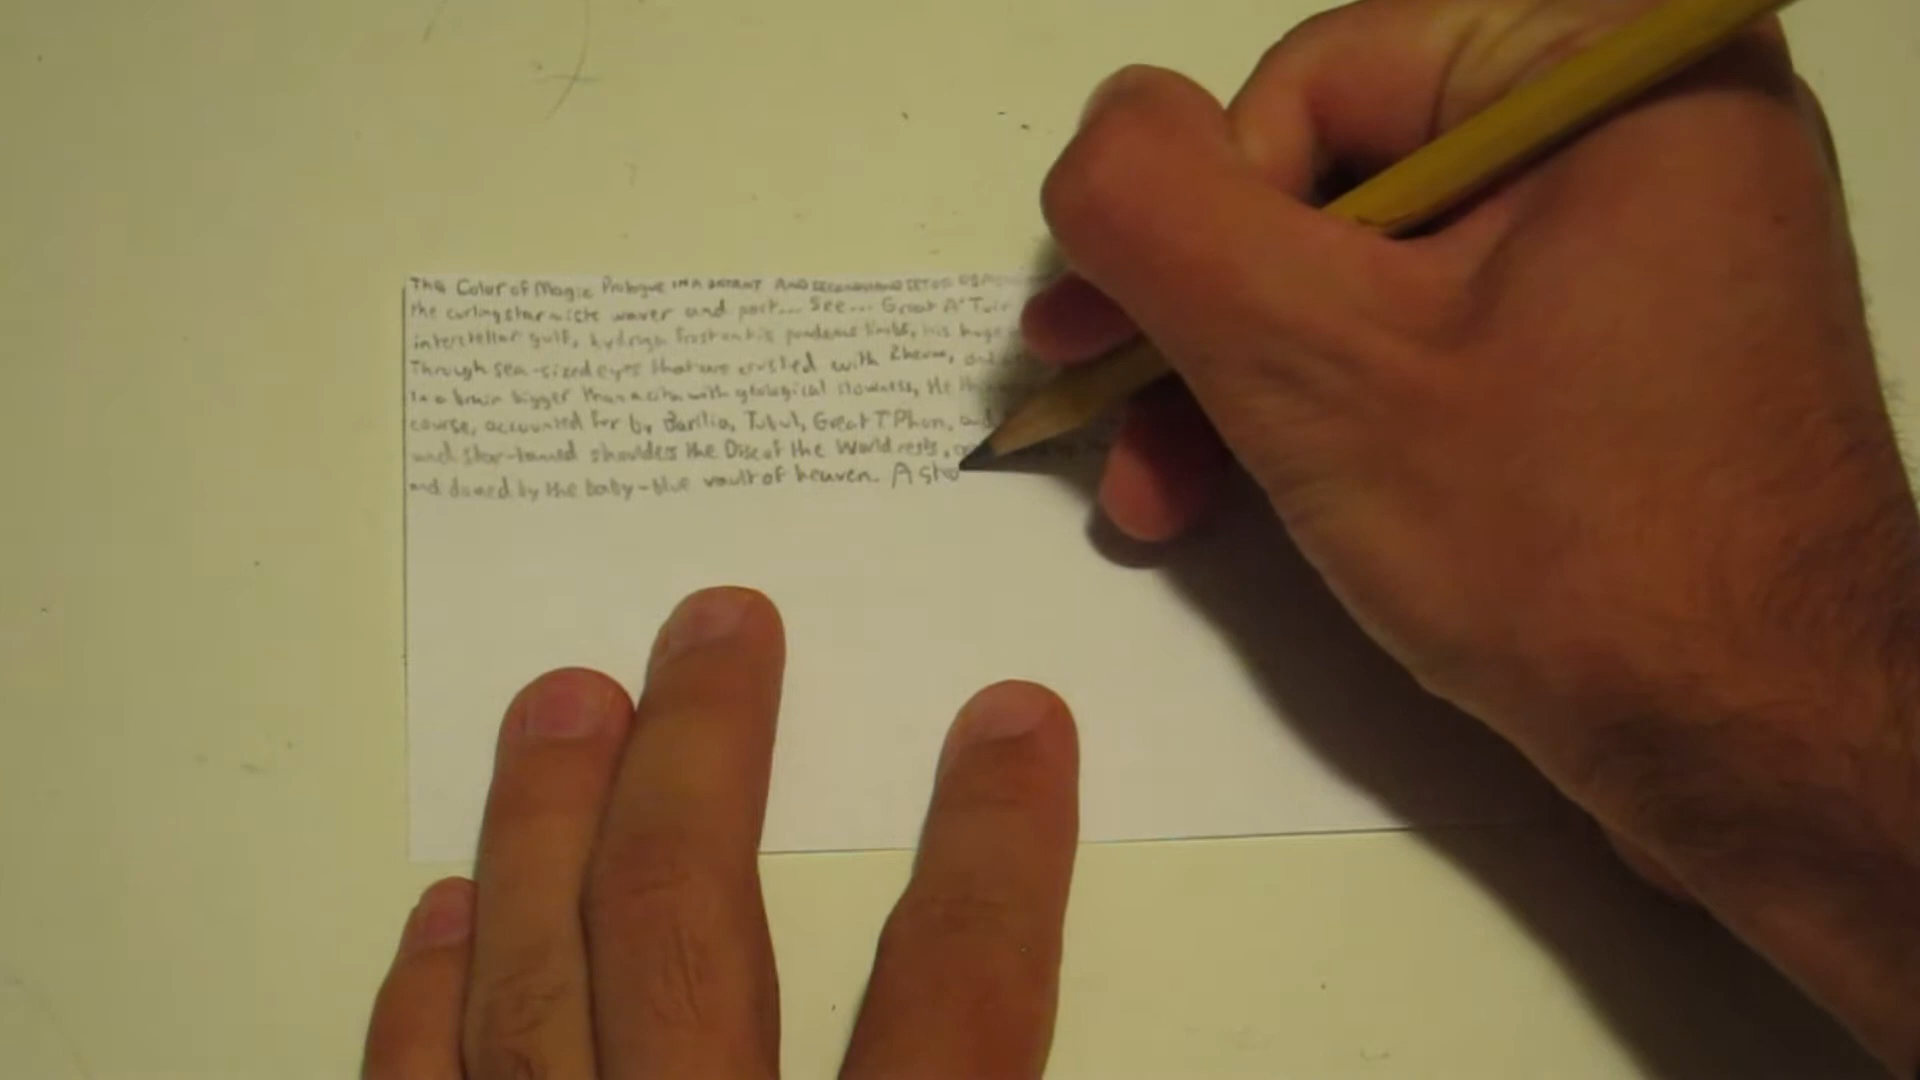 The Color of Magic Prologue IN A DISTANT AND SECONDHAND SET OF
the curling star mists waver and part... See... Great A'Tuin
interstellar gulf, hydrogen frost on his ponderous limbs, his huge
Through sea-sized eyes that are crusted with Rheum, and
In a brain bigger than a city, with geological slowness, He
course, accounted for by Berilia, Tubul, Great T'Phon, and
and star-tanned shoulders the Disc of the World rests,
and domed by the baby-blue vault of heaven. A